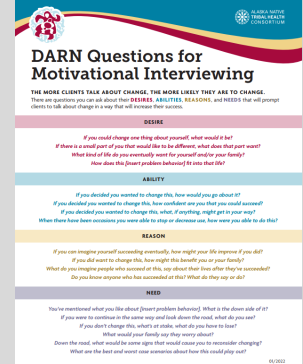 ALASKA NATIVE
TRIBAL HEALTH
CONSORTIUM
DARN Questions for
Motivational Interviewing
THE MORE CLIENTS TALK ABOUT CHANGE, THE MORE LIKELY THEY ARE TO CHANGE.
There are questions you can ask about their DESIRES, ABILITIES, REASONS, and NEEDS that will prompt
clients to talk about change in a way that will increase their success.
DESIRE
If you could change one thing about yourself, what would it be?
If there is a small part of you that would like to be different, what does that part want?
What kind of life do you eventually want for yourself and/or your family?
How does this [insert problem behavior] fit into that life?
ABILITY
If you decided you wanted to change this, how would you go about it?
If you decided you wanted to change this, how confident are you that you could succeed?
If you decided you wanted to change this, what, if anything, might get in your way?
When there have been occasions you were able to stop or decrease use, how were you able to do this?
REASON
If you can imagine yourself succeeding eventually, how might your life improve if you did?
If you did want to change, how might this benefit you or your family?
What do you imagine people who succeeded at this, say about their lives after they've succeeded?
Do you know anyone who has succeeded at this? What do they say or do?
NEED
You've mentioned what you like about [insert problem behavior]. What is the down side of it?
If you were to continue in the same way and look down the road, what do you see?
If you don't change this, what's at stake, what do you have to lose?
What would your family say they worry about?
Down the road, what would be some signs that would cause you to reconsider changing?
What are the best and worst case scenarios about how this could play out?
01/2022